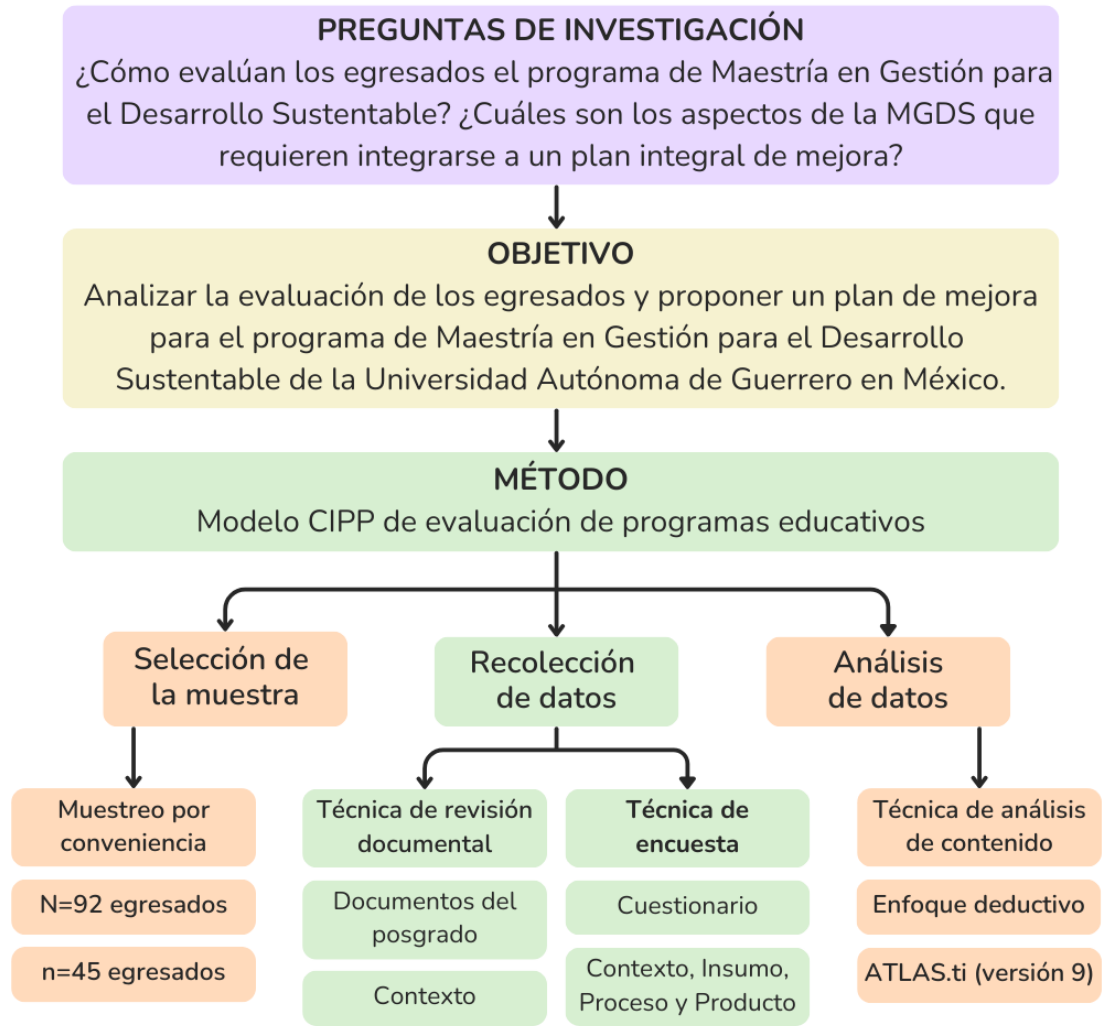 PREGUNTAS DE INVESTIGACIÓN
¿Cómo evalúan los egresados el programa de Maestría en Gestión para
el Desarrollo Sustentable? ¿Cuáles son los aspectos de la MGDS que
requieren integrarse a un plan integral de mejora?
OBJETIVO
Analizar la evaluación de los egresados y proponer un plan de mejora
para el programa de Maestría en Gestión para el Desarrollo
Sustentable de la Universidad Autónoma de Guerrero en México.
MÉTODO
Modelo CIPP de evaluación de programas educativos
Selección de
la muestra
Muestreo por
conveniencia
N=92 egresados
n=45 egresados
Recolección
de datos
Técnica de revisión
documental
Documentos del
posgrado
Contexto
Técnica de
encuesta
Cuestionario
Contexto, Insumo,
Proceso y Producto
Análisis
de datos
Técnica de análisis
de contenido
Enfoque deductivo
ATLAS.ti (versión 9)